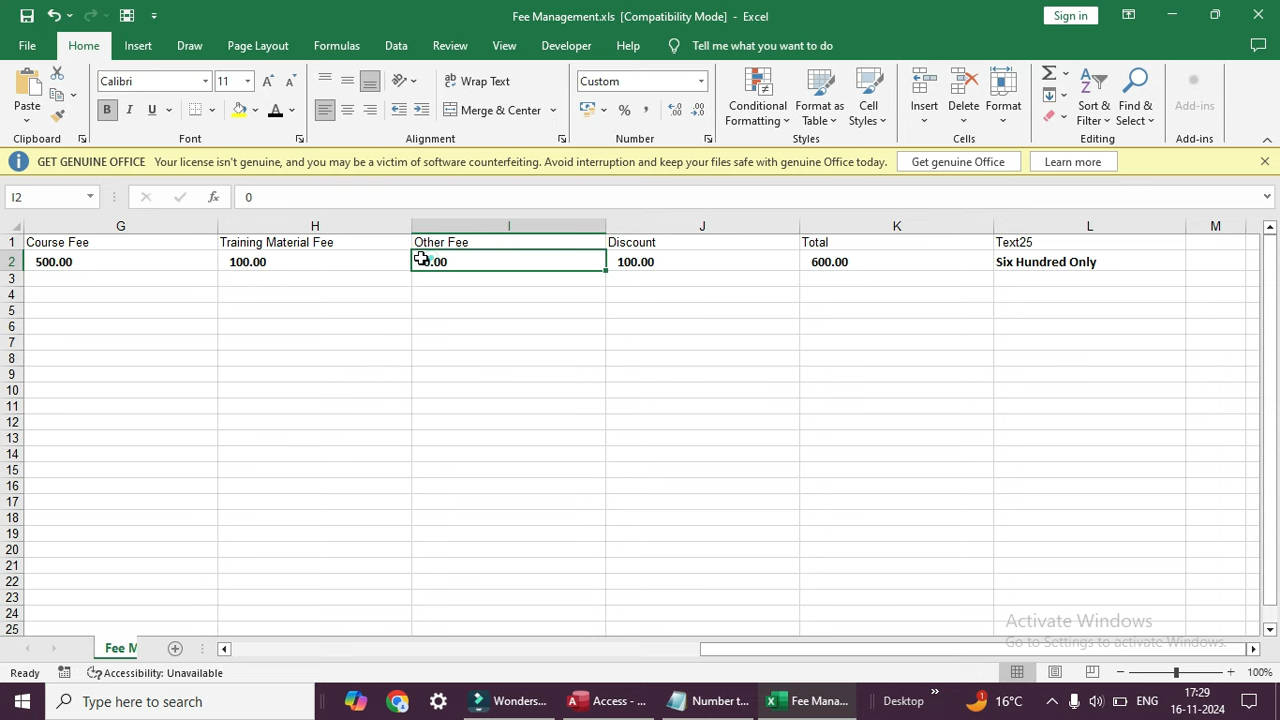 Fee Management.xls [Compatibility Mode] - Excel
Sign in
File Home Insert Draw Page Layout Formulas Data Review View Developer Help Tell me what you want to do
Calibri 11 Wrap Text Custom
Paste B I U Merge & Center % , Conditional Formatting Format as Table Cell Styles Insert Delete Format Sort & Filter Find & Select Add-ins
Clipboard Font Alignment Number Styles Cells Editing Add-ins
GET GENUINE OFFICE Your license isn't genuine, and you may be a victim of software counterfeiting. Avoid interruption and keep your files safe with genuine Office today. Get genuine Office Learn more
I2 fx 0
G H I J K L M
1 Course Fee Training Material Fee Other Fee Discount Total Text25
2 500.00 100.00 0.00 100.00 600.00 Six Hundred Only
3
4
5
6
7
8
9
10
11
12
13
14
15
16
17
18
19
20
21
22
23
24
25
Activate Windows
Go to Settings to activate Windows.
Fee M
Ready Accessibility: Unavailable 100%
Type here to search Wonders... Access - ... Number t... Fee Mana... Desktop 16°C ENG 17:29
16-11-2024